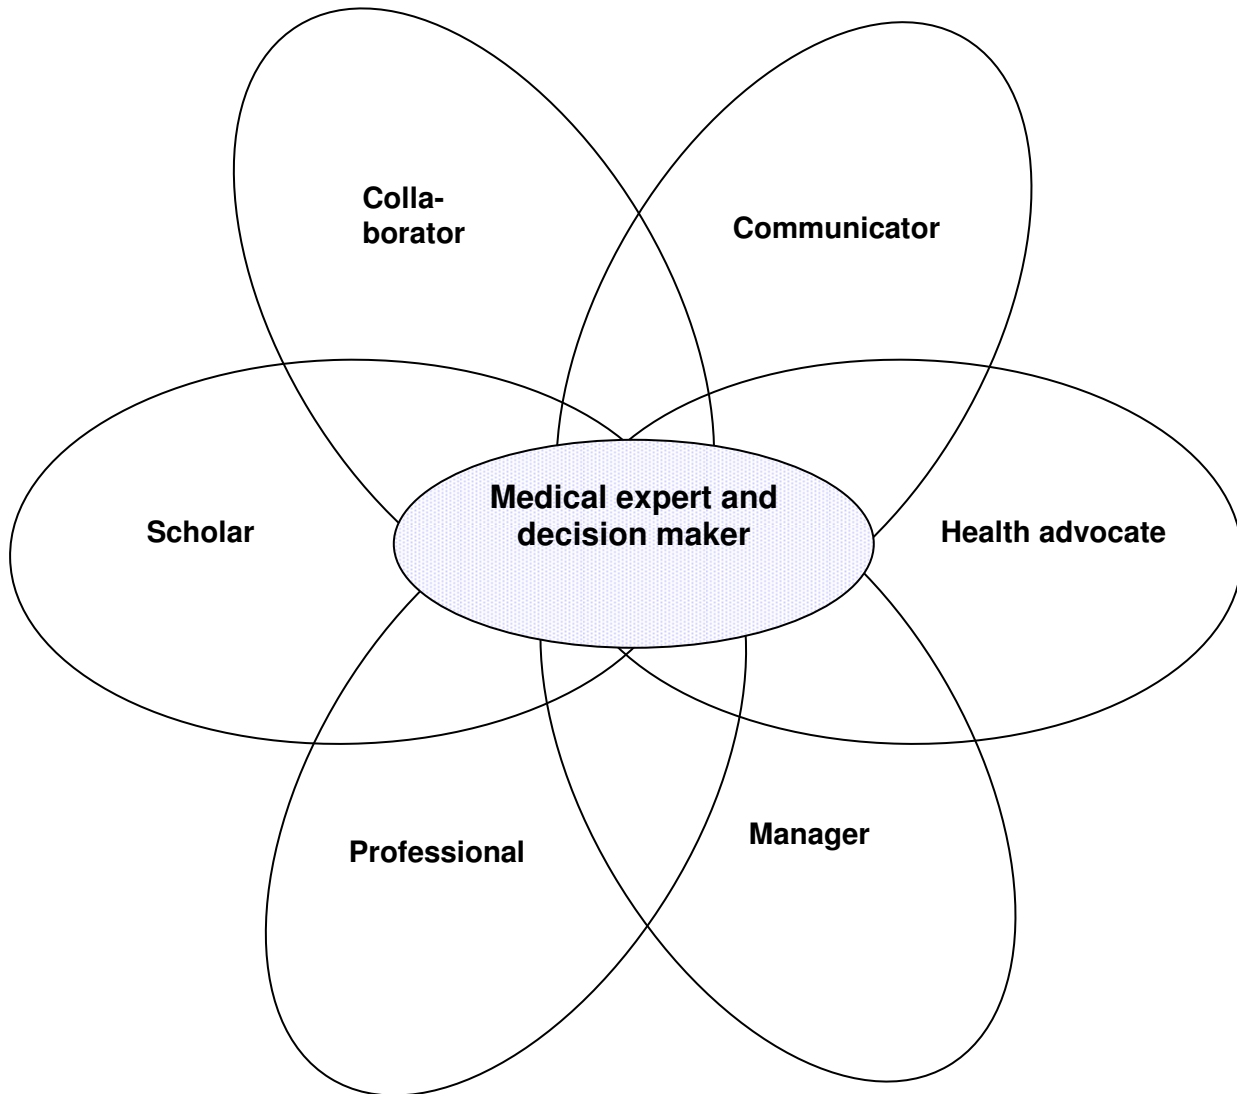 Colla-
borator
Communicator
Medical expert and
decision maker
Scholar
Health advocate
Manager
Professional